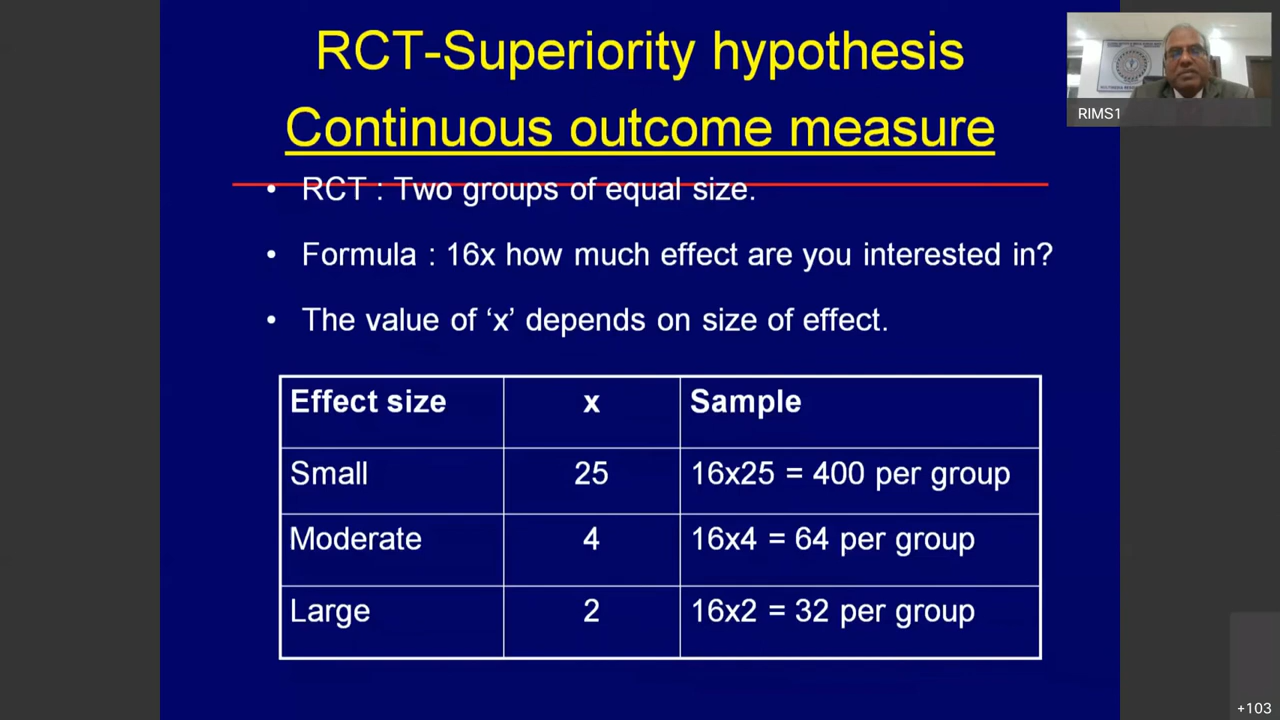 RCT-Superiority hypothesis
Continuous outcome measure
• RCT : Two groups of equal size.
• Formula : 16x how much effect are you interested in?
• The value of ‘x’ depends on size of effect.
Effect size x Sample
Small 25 16x25 = 400 per group
Moderate 4 16x4 = 64 per group
Large 2 16x2 = 32 per group
RIMS1
+103